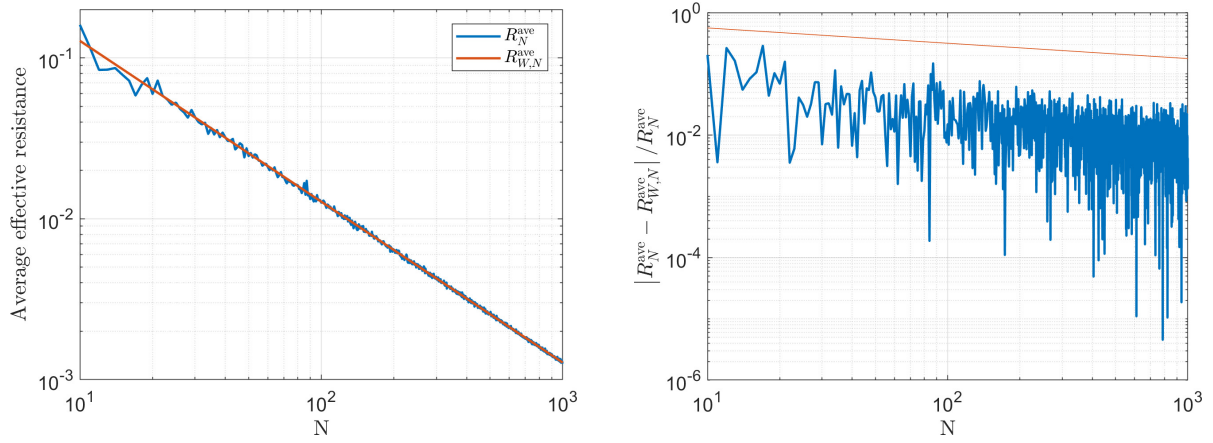 10^{-1}
10^{-2}
10^{-3}
Average effective resistance
R_N^{ave}
R_{W,N}^{ave}
10^1
10^2
10^3
N
10^0
10^{-2}
10^{-4}
10^{-6}
|R_N^{ave} − R_{W,N}^{ave}| / R_N^{ave}
10^1
10^2
10^3
N